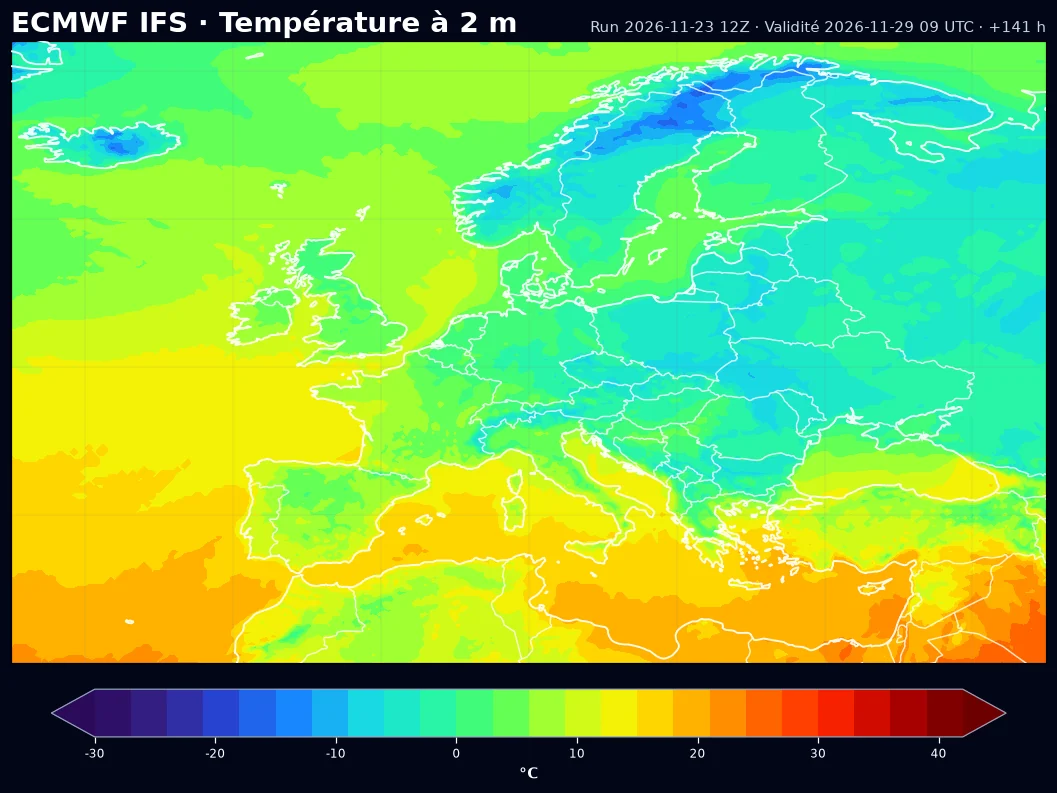 ECMWF IFS · Température à 2 m
Run 2026-11-23 12Z · Validité 2026-11-29 09 UTC · +141 h
-30 -20 -10 0 10 20 30 40
°C